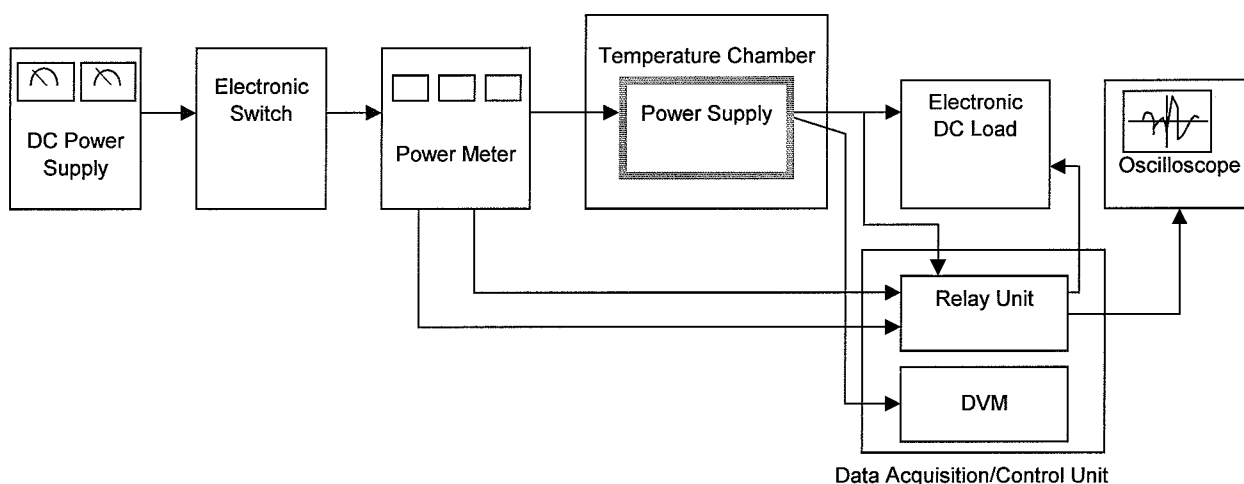 DC Power
Supply
Electronic
Switch
Power Meter
Temperature Chamber
Power Supply
Electronic
DC Load
Oscilloscope
Relay Unit
DVM
Data Acquisition/Control Unit